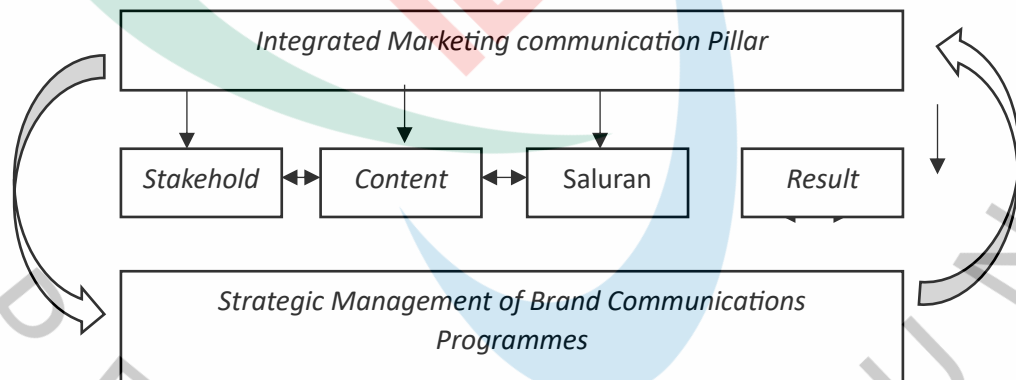 Integrated Marketing communication Pillar
Stakehold
Content
Saluran
Result
Strategic Management of Brand Communications
Programmes